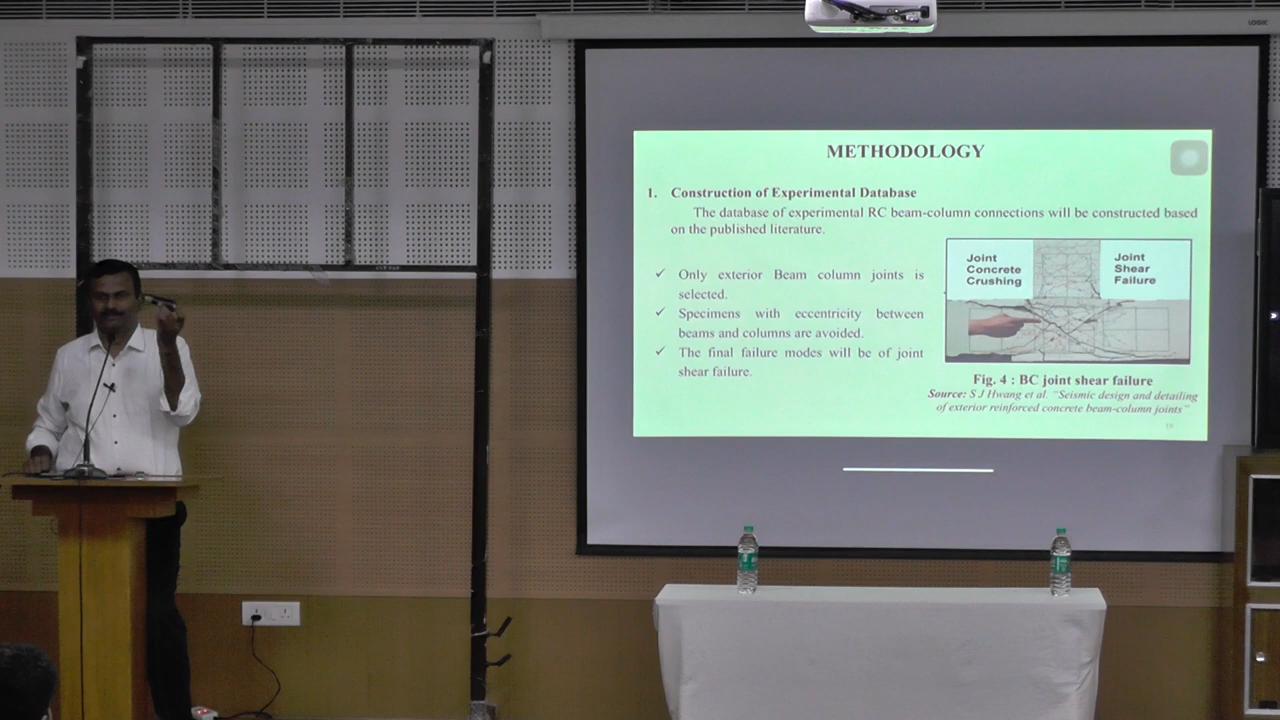 LOGIC
METHODOLOGY
1. Construction of Experimental Database
The database of experimental RC beam-column connections will be constructed based
on the published literature.
✓ Only exterior Beam column joints is
selected.
✓ Specimens with eccentricity between
beams and columns are avoided.
✓ The final failure modes will be of joint
shear failure.
Joint
Concrete
Crushing
Joint
Shear
Failure
Fig. 4 : BC joint shear failure
Source: S J Hwang et al. "Seismic design and detailing
of exterior reinforced concrete beam-column joints"